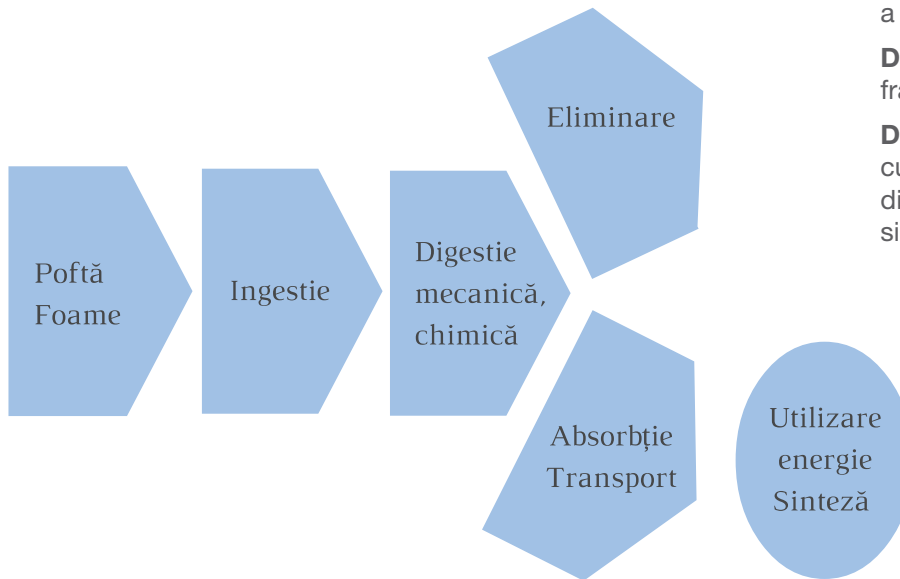 Poftă
Foame
Ingestie
Digestie
mecanică,
chimică
Eliminare
Absorbție
Transport
Utilizare
energie
Sinteză
a